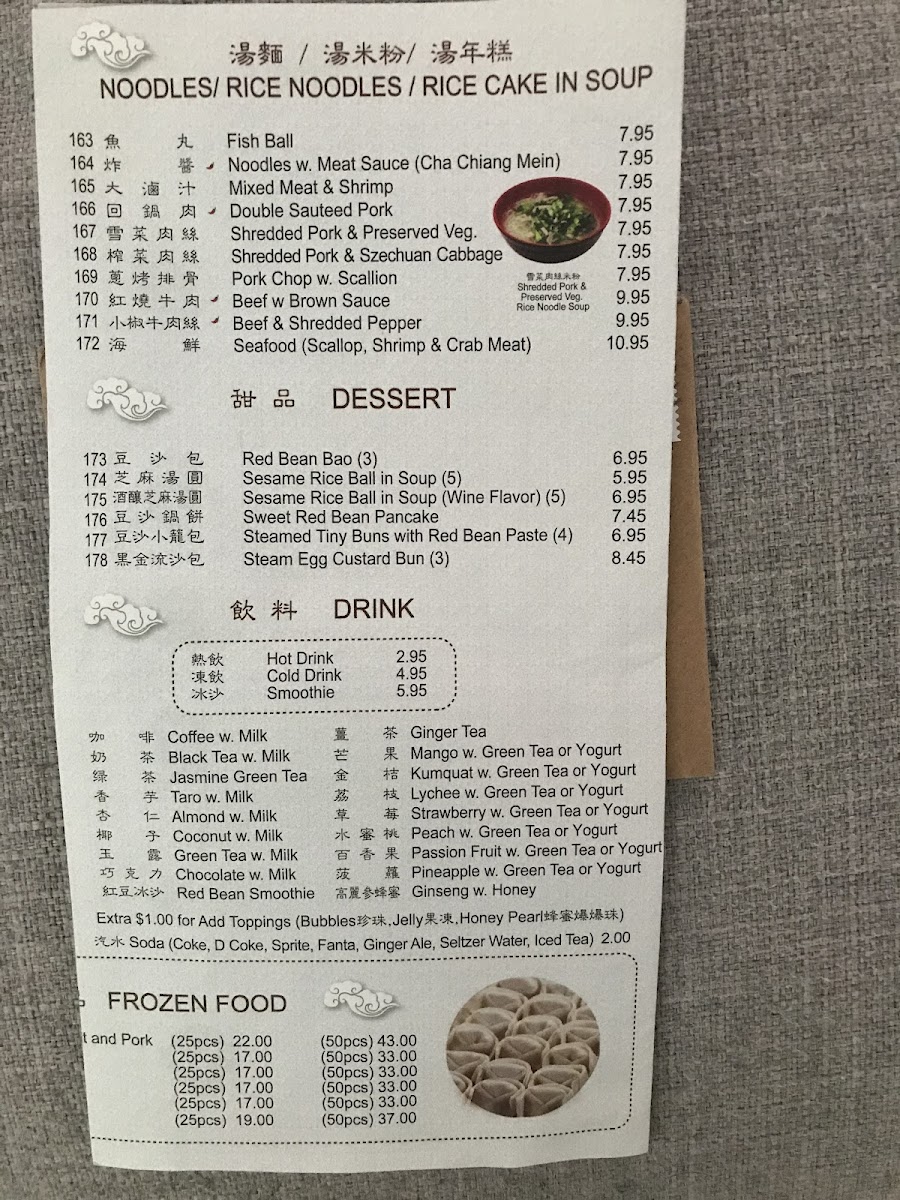 湯麵 / 湯米粉/ 湯年糕
NOODLES/ RICE NOODLES / RICE CAKE IN SOUP
163 魚 丸 Fish Ball 7.95
164 炸 醬 Noodles w. Meat Sauce (Cha Chiang Mein) 7.95
165 大 滷 汁 Mixed Meat & Shrimp 7.95
166 回 鍋 肉 Double Sauteed Pork 7.95
167 雪菜肉絲 Shredded Pork & Preserved Veg. 7.95
168 榨菜肉絲 Shredded Pork & Szechuan Cabbage 7.95
169 蔥烤排骨 Pork Chop w. Scallion 7.95
170 紅燒牛肉 Beef w Brown Sauce 9.95
171 小椒牛肉絲 Beef & Shredded Pepper 9.95
172 海 鮮 Seafood (Scallop, Shrimp & Crab Meat) 10.95
雪菜肉絲米粉
Shredded Pork &
Preserved Veg.
Rice Noodle Soup
甜 品 DESSERT
173 豆 沙 包 Red Bean Bao (3) 6.95
174 芝麻湯圓 Sesame Rice Ball in Soup (5) 5.95
175 酒釀芝麻湯圓 Sesame Rice Ball in Soup (Wine Flavor) (5) 6.95
176 豆沙鍋餅 Sweet Red Bean Pancake 7.45
177 豆沙小籠包 Steamed Tiny Buns with Red Bean Paste (4) 6.95
178 黑金流沙包 Steam Egg Custard Bun (3) 8.45
飲 料 DRINK
熱飲 Hot Drink 2.95
凍飲 Cold Drink 4.95
冰沙 Smoothie 5.95
咖 啡 Coffee w. Milk
奶 茶 Black Tea w. Milk
绿 茶 Jasmine Green Tea
香 芋 Taro w. Milk
杏 仁 Almond w. Milk
椰 子 Coconut w. Milk
玉 露 Green Tea w. Milk
巧 克 力 Chocolate w. Milk
紅豆冰沙 Red Bean Smoothie
薑 茶 Ginger Tea
芒 果 Mango w. Green Tea or Yogurt
金 桔 Kumquat w. Green Tea or Yogurt
荔 枝 Lychee w. Green Tea or Yogurt
草 莓 Strawberry w. Green Tea or Yogurt
水 蜜 桃 Peach w. Green Tea or Yogurt
百 香 果 Passion Fruit w. Green Tea or Yogurt
菠 蘿 Pineapple w. Green Tea or Yogurt
高麗參蜂蜜 Ginseng w. Honey
Extra $1.00 for Add Toppings (Bubbles珍珠,Jelly果凍,Honey Pearl蜂蜜爆爆珠)
汽水 Soda (Coke, D Coke, Sprite, Fanta, Ginger Ale, Seltzer Water, Iced Tea) 2.00
FROZEN FOOD
t and Pork (25pcs) 22.00 (50pcs) 43.00
(25pcs) 17.00 (50pcs) 33.00
(25pcs) 17.00 (50pcs) 33.00
(25pcs) 17.00 (50pcs) 33.00
(25pcs) 17.00 (50pcs) 33.00
(25pcs) 19.00 (50pcs) 37.00